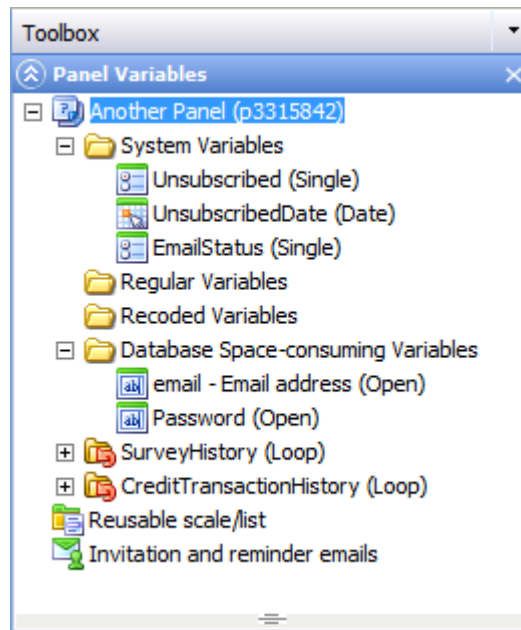 Toolbox
Panel Variables
Another Panel (p3315842)
System Variables
Unsubscribed (Single)
UnsubscribedDate (Date)
EmailStatus (Single)
Regular Variables
Recoded Variables
Database Space-consuming Variables
email - Email address (Open)
Password (Open)
SurveyHistory (Loop)
CreditTransactionHistory (Loop)
Reusable scale/list
Invitation and reminder emails